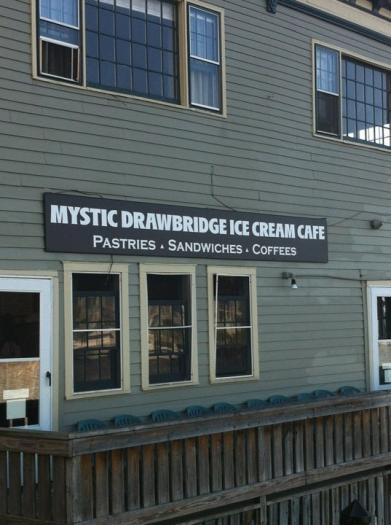 MYSTIC DRAWBRIDGE ICE CREAM CAFE
PASTRIES ▲ SANDWICHES ▲ COFFEES